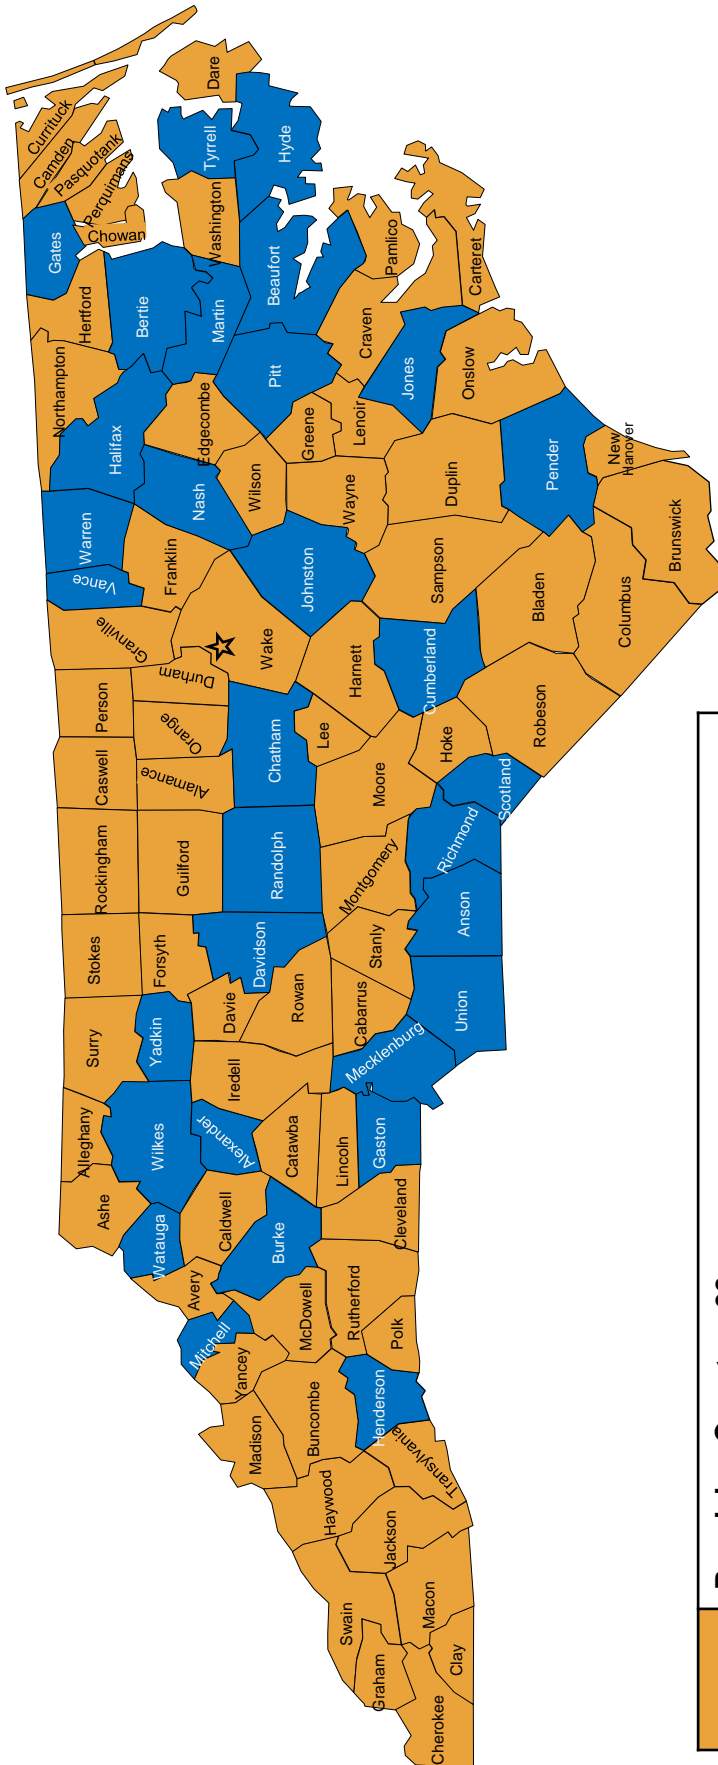 Currituck
Camden
Pasquotank
Perquimans
Chowan
Gates
Hertford
Northampton
Dare
Tyrrell
Hyde
Washington
Bertie
Martin
Beaufort
Pamlico
Carteret
Craven
Pitt
Jones
Onslow
Halifax
Edgecombe
Greene
Lenoir
Nash
Wilson
Wayne
Duplin
Pender
New
Hanover
Warren
Vance
Franklin
Johnston
Sampson
Bladen
Brunswick
Columbus
Granville
Wake
Durham
Harnett
Cumberland
Robeson
Person
Orange
Lee
Hoke
Caswell
Alamance
Chatham
Moore
Scotland
Rockingham
Guilford
Randolph
Montgomery
Richmond
Anson
Stokes
Forsyth
Davidson
Stanly
Surry
Yadkin
Davie
Rowan
Cabarrus
Union
Mecklenburg
Iredell
Alleghany
Wilkes
Alexander
Catawba
Lincoln
Gaston
Ashe
Watauga
Caldwell
Burke
Cleveland
Avery
Mitchell
McDowell
Rutherford
Polk
Yancey
Madison
Buncombe
Henderson
Transylvania
Haywood
Jackson
Swain
Macon
Graham
Clay
Cherokee